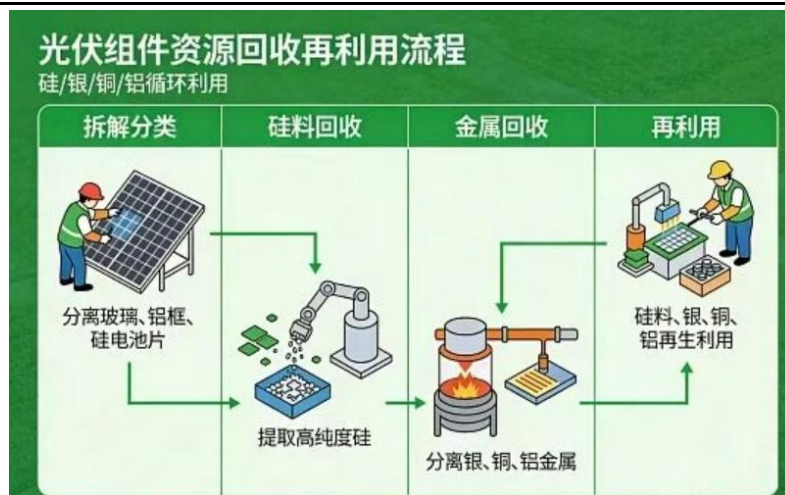 光伏组件资源回收再利用流程
硅/银/铜/铝循环利用
拆解分类
硅料回收
金属回收
再利用
分离玻璃、铝框、
硅电池片
提取高纯度硅
分离银、铜、铝金属
硅料、银、铜、
铝再生利用